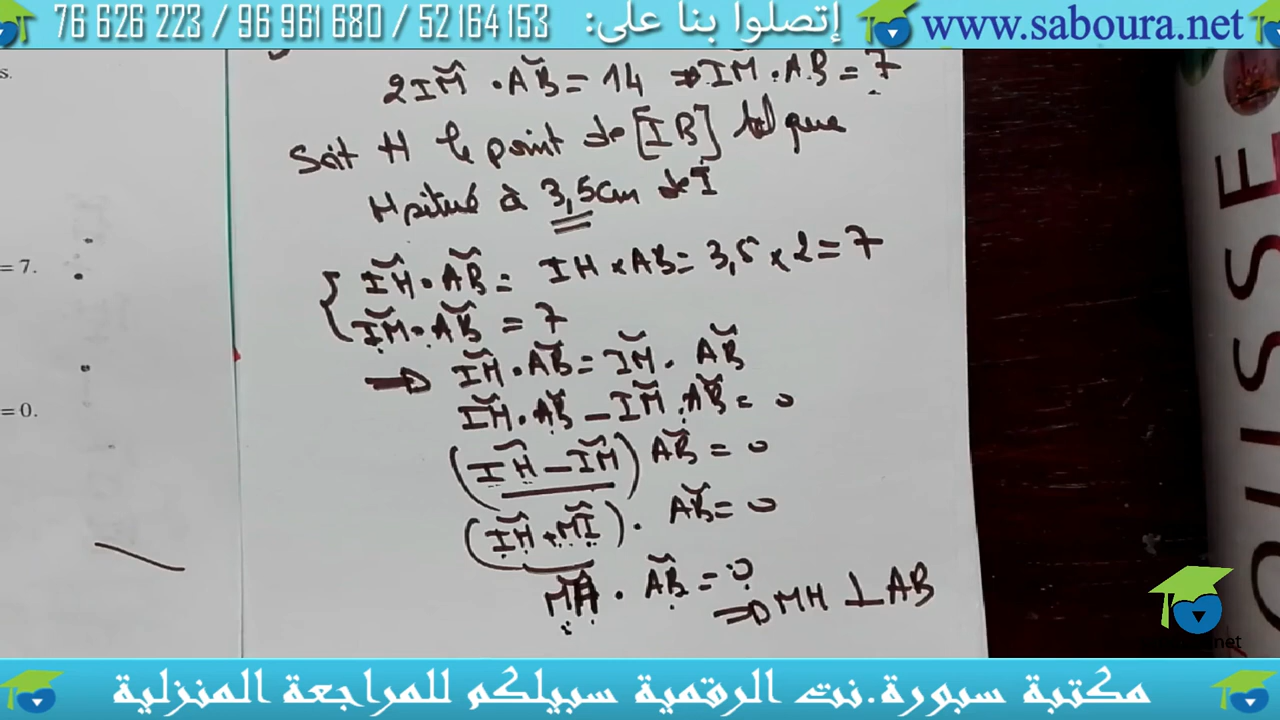 76 626 223 / 96 961 680 / 52 164 153 إتصلوا بنا على: www.saboura.net
s.
2IM⃗ · AB⃗ = 14 ⇒ IM⃗ · AB⃗ = 7
Soit H le point de [IB] tel que
H situé à 3,5cm de I
= 7.
IH⃗ · AB⃗ = IH × AB = 3,5 × 2 = 7
IM⃗ · AB⃗ = 7
⇒ IH⃗ · AB⃗ = IM⃗ · AB⃗
= 0.
IH⃗ · AB⃗ − IM⃗ · AB⃗ = 0
(IH⃗ − IM⃗) AB⃗ = 0
(IH⃗ + MI⃗) · AB⃗ = 0
MH⃗ · AB⃗ = 0
⇒ MH ⊥ AB
OUSSE
مكتبة سبورة.نت الرقمية سبيلكم للمراجعة المنزلية